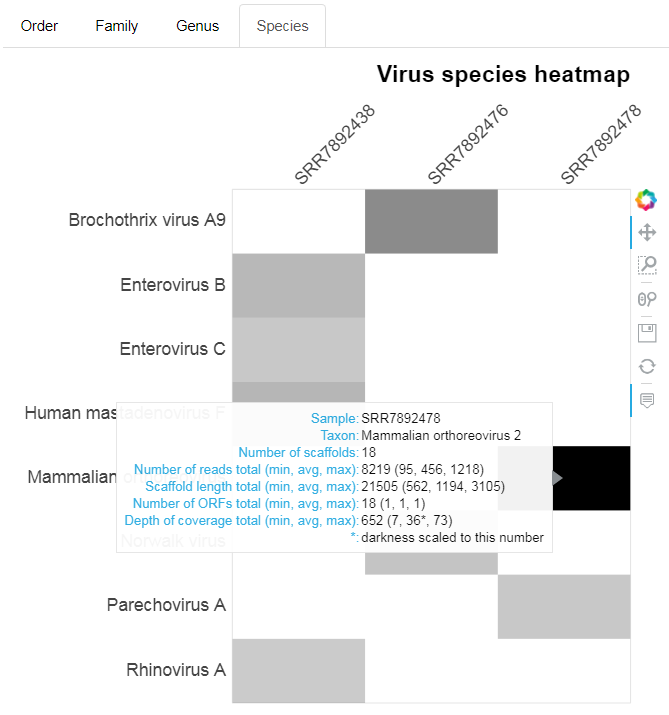 Order Family Genus Species
Virus species heatmap
SRR7892438 SRR7892476 SRR7892478
Brochothrix virus A9
Enterovirus B
Enterovirus C
Human mastadenovirus F
Sample: SRR7892478
Taxon: Mammalian orthoreovirus 2
Number of scaffolds: 18
Mammalian
Number of reads total (min, avg, max): 8219 (95, 456, 1218)
Scaffold length total (min, avg, max): 21505 (562, 1194, 3105)
Number of ORFs total (min, avg, max): 18 (1, 1, 1)
Depth of coverage total (min, avg, max): 652 (7, 36*, 73)
*: darkness scaled to this number
Norwalk virus
Parechovirus A
Rhinovirus A